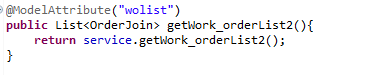 @ModelAttribute("wolist")
public List<OrderJoin> getWork_orderList2(){
    return service.getWork_orderList2();
}